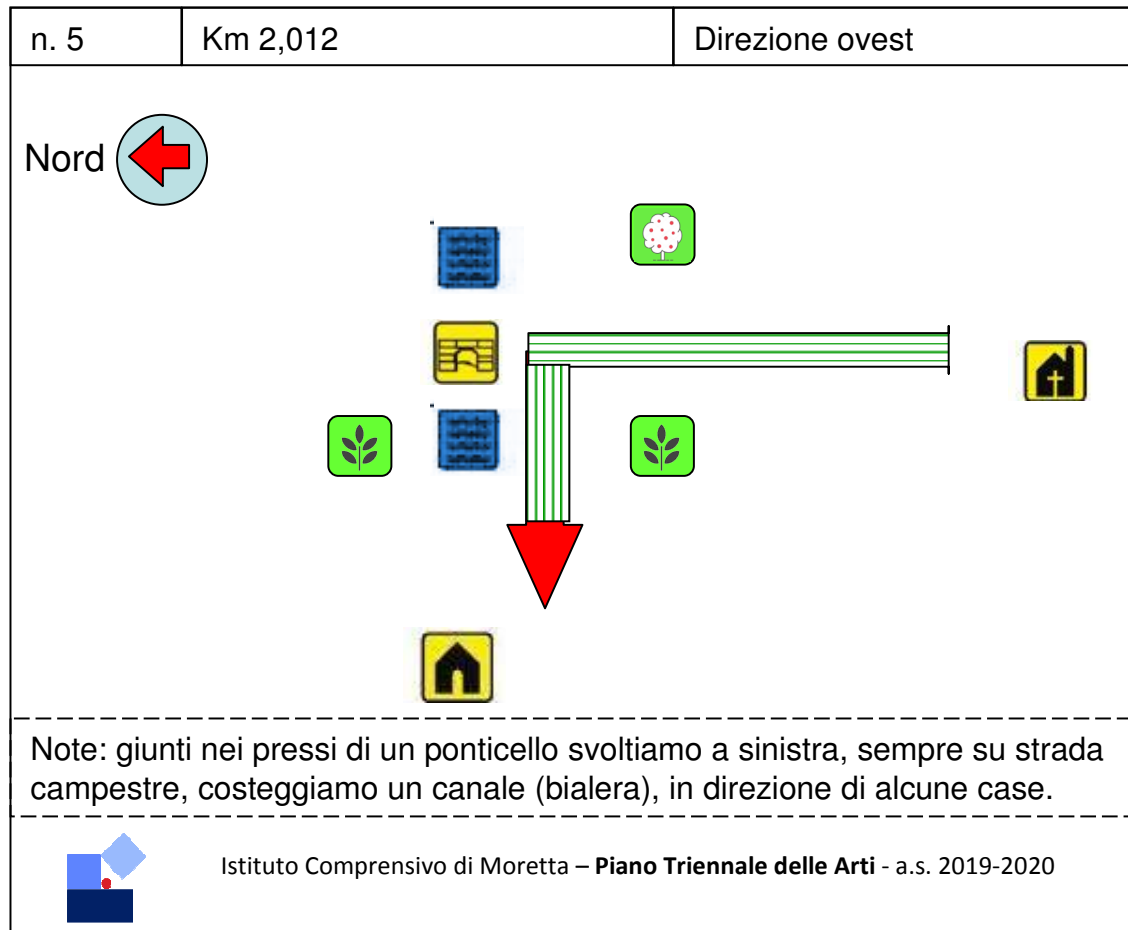 n. 5 Km 2,012 Direzione ovest
Nord
Note: giunti nei pressi di un ponticello svoltiamo a sinistra, sempre su strada
campestre, costeggiamo un canale (bialera), in direzione di alcune case.
Istituto Comprensivo di Moretta – Piano Triennale delle Arti - a.s. 2019-2020